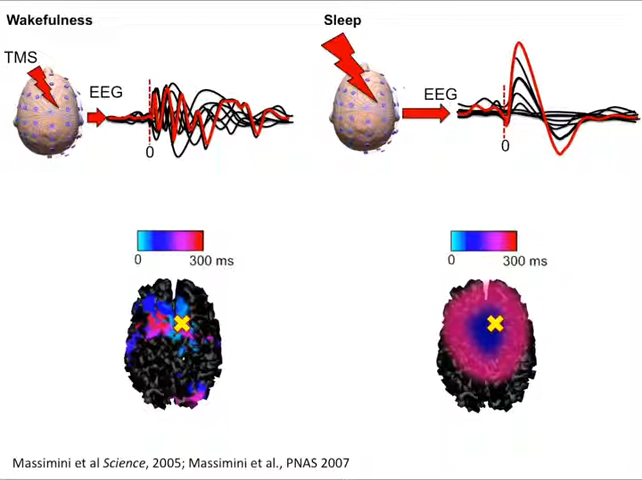 Wakefulness
Sleep
TMS
EEG
EEG
0
0
0
300 ms
0
300 ms
Massimini et al Science, 2005; Massimini et al., PNAS 2007